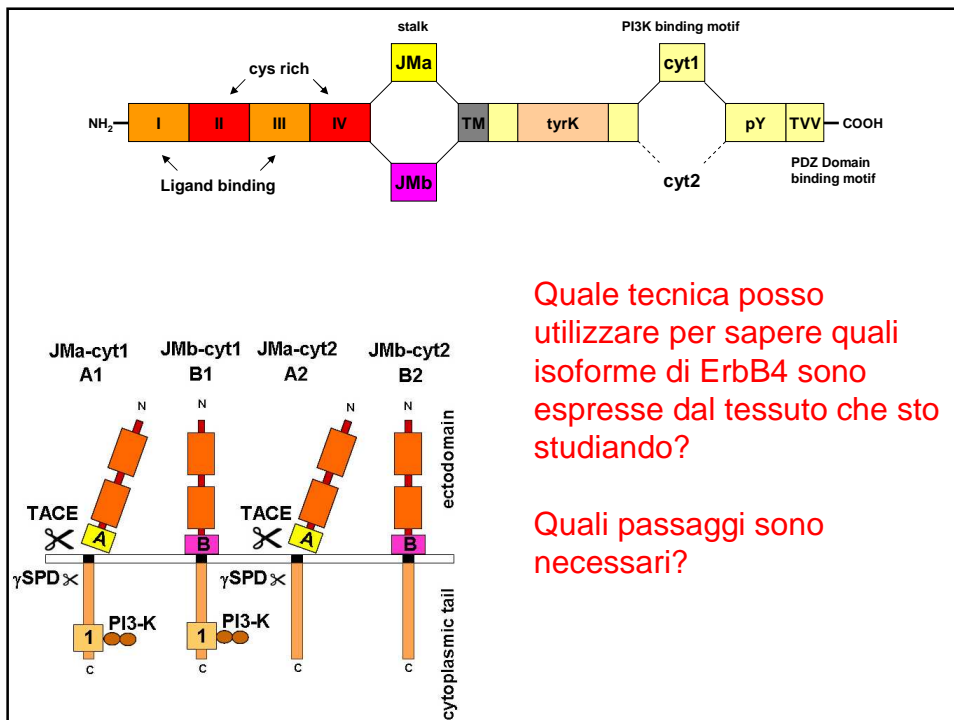 stalk
PI3K binding motif
JMa
cyt1
cys rich
NH2
I
II
III
IV
TM
tyrK
pY
TVV
COOH
Ligand binding
JMb
cyt2
PDZ Domain
binding motif
Quale tecnica posso
utilizzare per sapere quali
isoforme di ErbB4 sono
espresse dal tessuto che sto
studiando?
Quali passaggi sono
necessari?
JMa-cyt1
A1
JMb-cyt1
B1
JMa-cyt2
A2
JMb-cyt2
B2
N
N
N
N
ectodomain
TACE
A
B
TACE
A
B
γSPD
γSPD
PI3-K
1
PI3-K
1
C
C
C
C
cytoplasmic tail